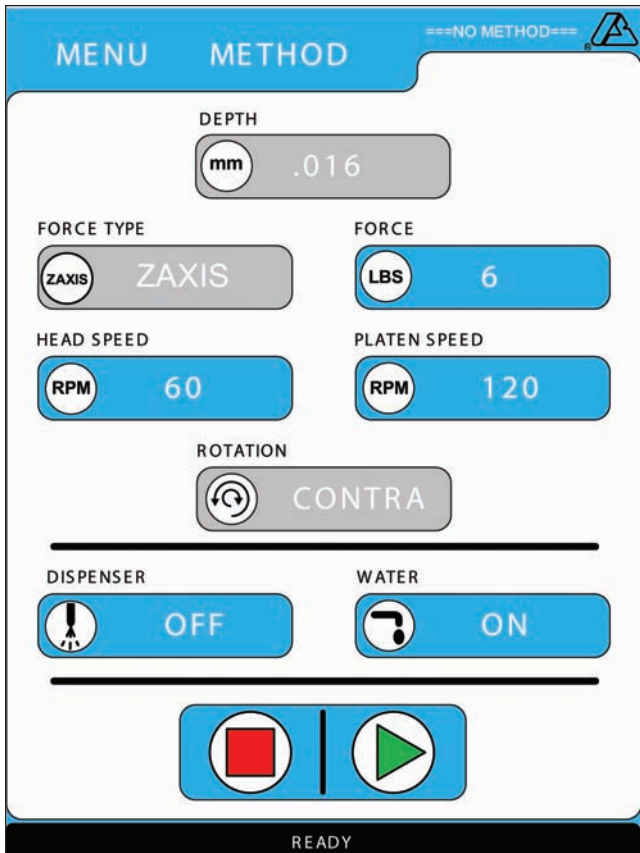 MENU METHOD ===NO METHOD===
®
DEPTH
mm .016
FORCE TYPE FORCE
ZAXIS ZAXIS LBS 6
HEAD SPEED PLATEN SPEED
RPM 60 RPM 120
ROTATION
CONTRA
DISPENSER WATER
OFF ON
READY